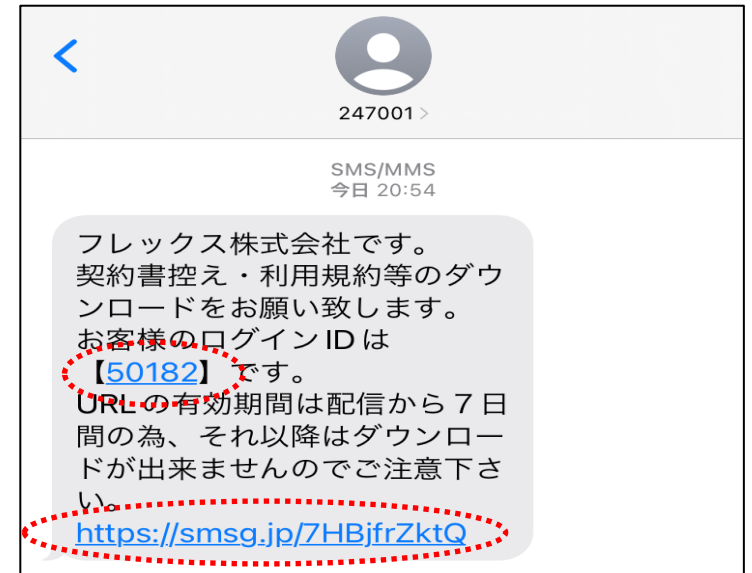 247001
SMS/MMS
今日 20:54
フレックス株式会社です。
契約書控え・利用規約等のダウ
ンロードをお願い致します。
お客様のログイン ID は
【50182】です。
URL の有効期間は配信から７日
間の為、それ以降はダウンロー
ドが出来ませんのでご注意下さ
い。
https://smsg.jp/7HBjfrZktQ